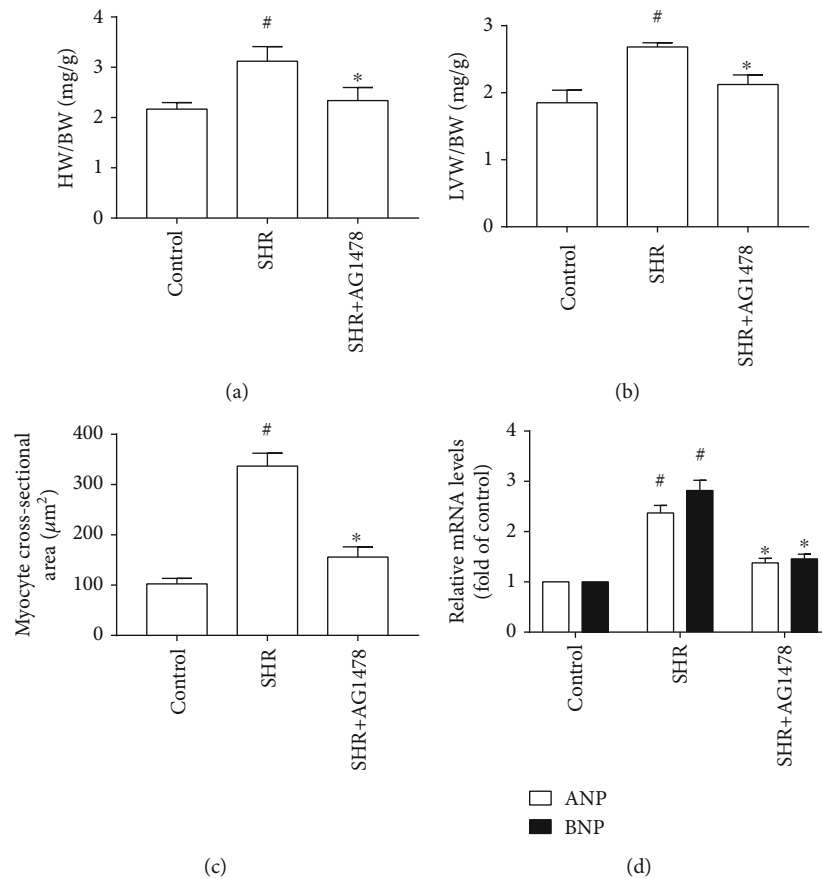 HW/BW (mg/g)
4
3
2
1
0
#
*
Control
SHR
SHR+AG1478
(a)
LVW/BW (mg/g)
3
2
1
0
#
*
Control
SHR
SHR+AG1478
(b)
Myocyte cross-sectional
area (μm²)
400
300
200
100
0
#
*
Control
SHR
SHR+AG1478
(c)
Relative mRNA levels
(fold of control)
4
3
2
1
0
# #
* *
Control
SHR
SHR+AG1478
ANP
BNP
(d)